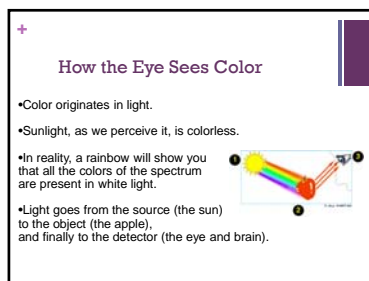 +
How the Eye Sees Color
•Color originates in light.
•Sunlight, as we perceive it, is colorless.
•In reality, a rainbow will show you
that all the colors of the spectrum
are present in white light.
•Light goes from the source (the sun)
to the object (the apple),
and finally to the detector (the eye and brain).
1
3
2